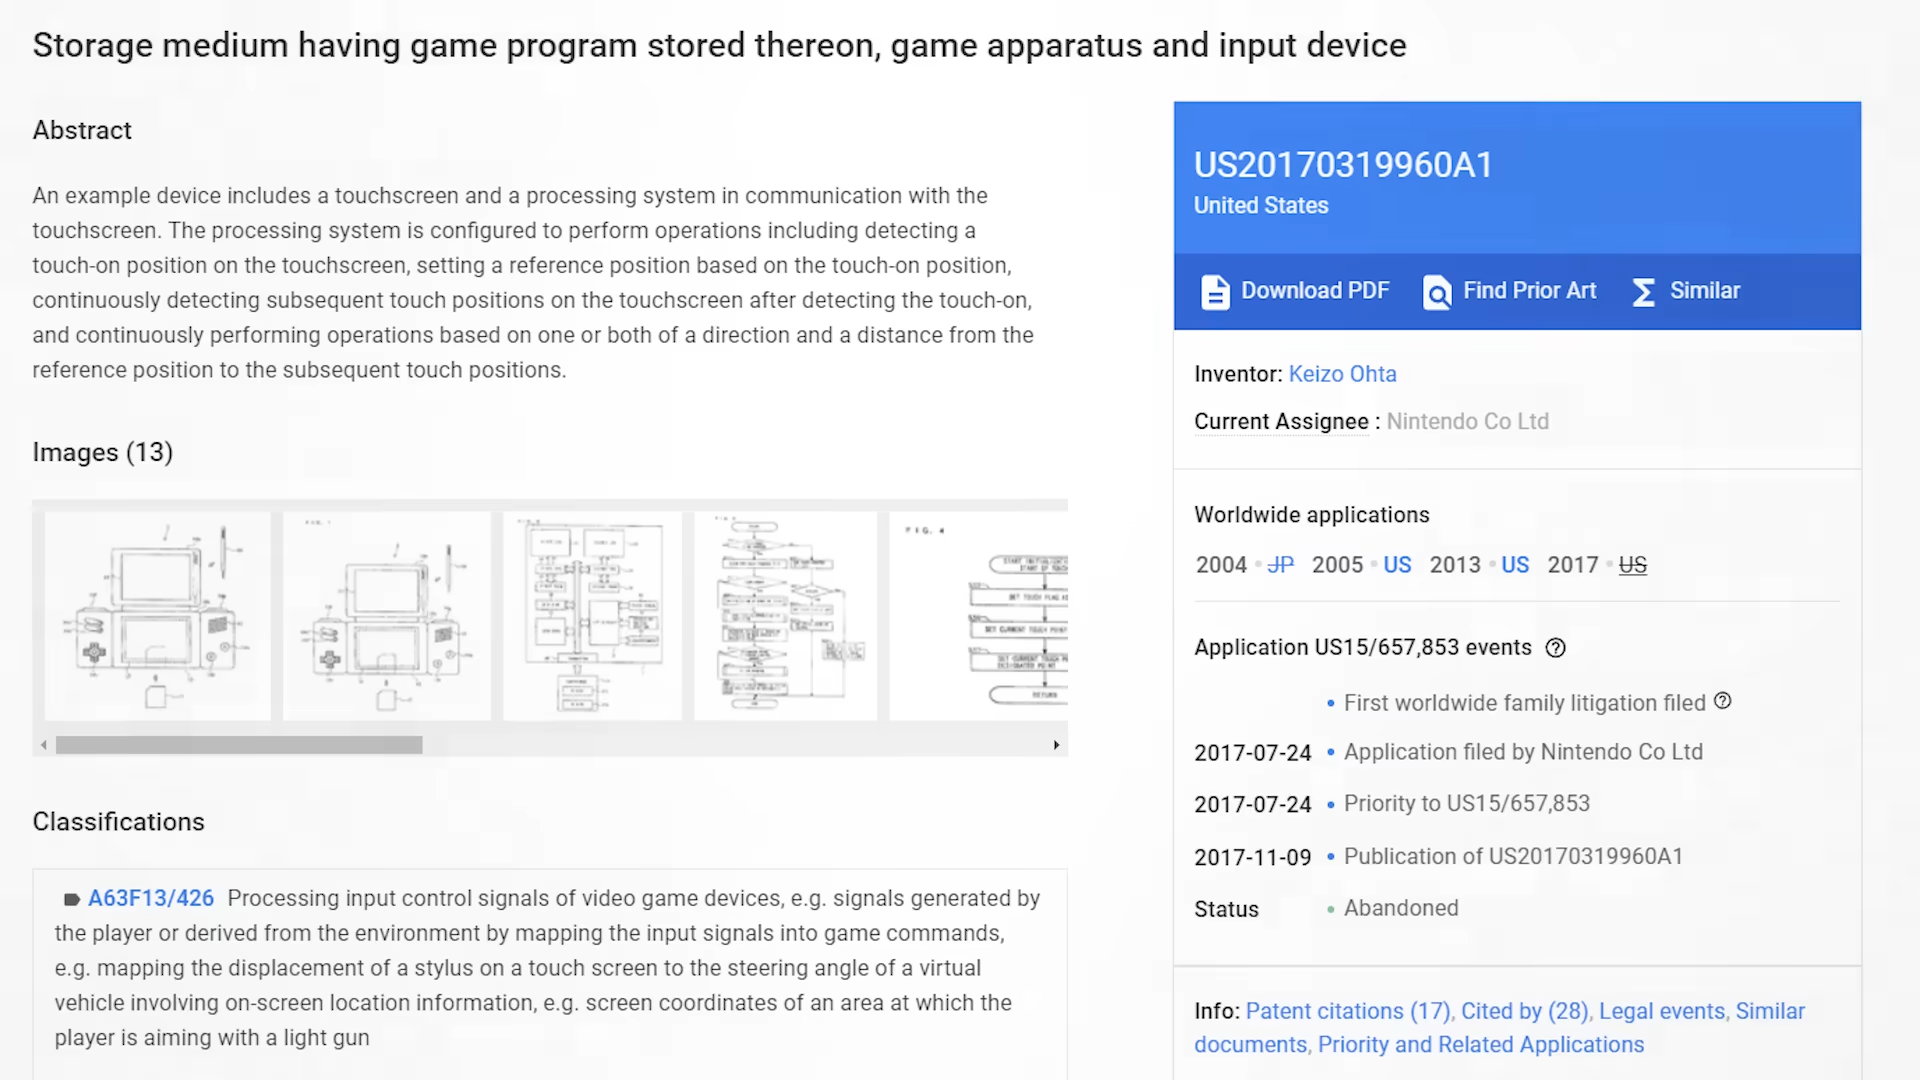 Storage medium having game program stored thereon, game apparatus and input device
Abstract
An example device includes a touchscreen and a processing system in communication with the
touchscreen. The processing system is configured to perform operations including detecting a
touch-on position on the touchscreen, setting a reference position based on the touch-on position,
continuously detecting subsequent touch positions on the touchscreen after detecting the touch-on,
and continuously performing operations based on one or both of a direction and a distance from the
reference position to the subsequent touch positions.
Images (13)
FIG. 4
RETURN
Classifications
A63F13/426 Processing input control signals of video game devices, e.g. signals generated by
the player or derived from the environment by mapping the input signals into game commands,
e.g. mapping the displacement of a stylus on a touch screen to the steering angle of a virtual
vehicle involving on-screen location information, e.g. screen coordinates of an area at which the
player is aiming with a light gun
US20170319960A1
United States
Download PDF Find Prior Art Similar
Inventor: Keizo Ohta
Current Assignee : Nintendo Co Ltd
Worldwide applications
2004 • JP 2005 • US 2013 • US 2017 • US
Application US15/657,853 events
• First worldwide family litigation filed
2017-07-24 • Application filed by Nintendo Co Ltd
2017-07-24 • Priority to US15/657,853
2017-11-09 • Publication of US20170319960A1
Status • Abandoned
Info: Patent citations (17), Cited by (28), Legal events, Similar
documents, Priority and Related Applications